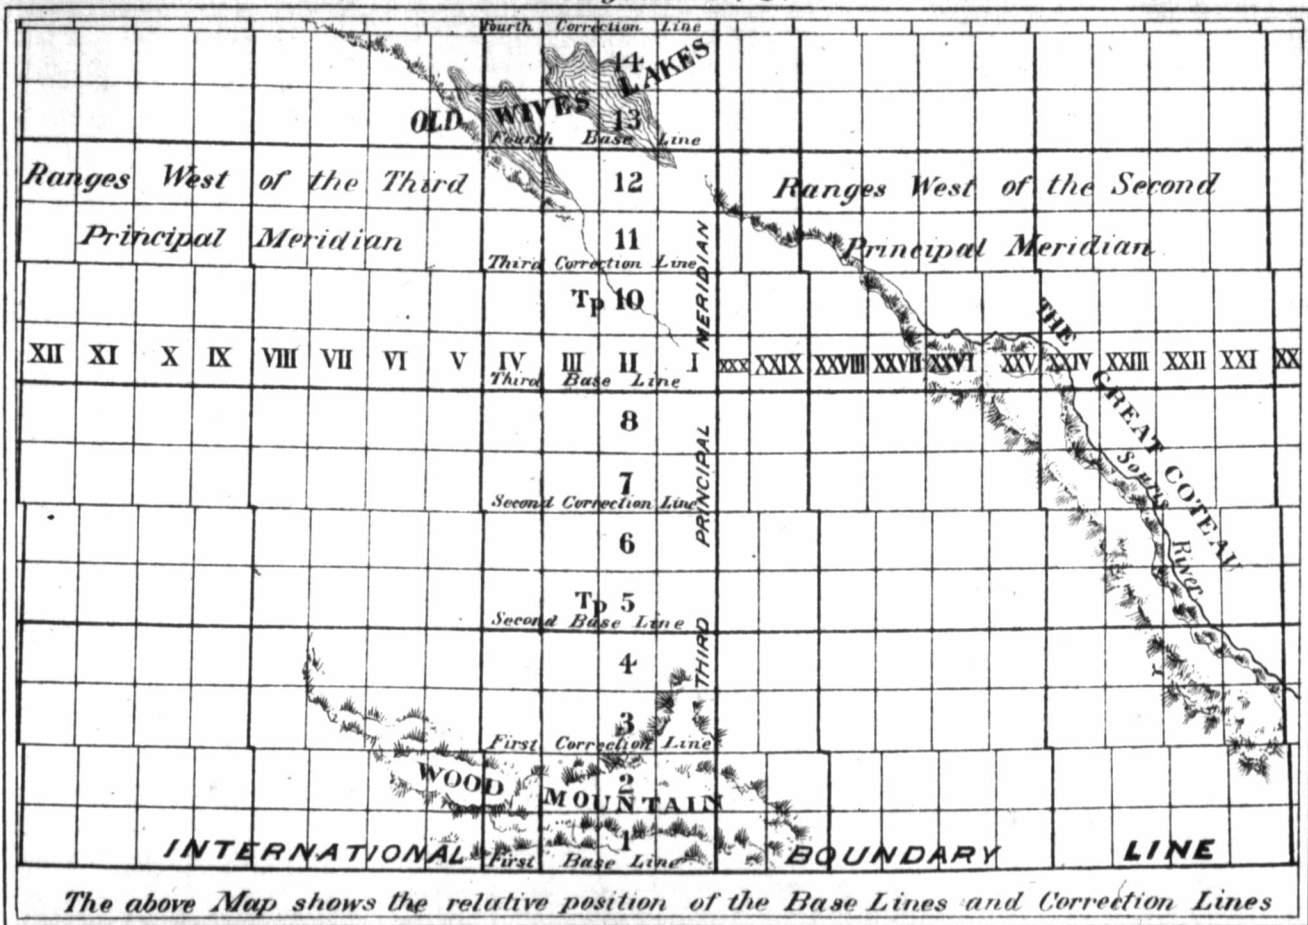 Fourth Correction Line
14
OLD WIVES LAKES
13
Fourth Base Line
Ranges West of the Third
12
Ranges West of the Second
Principal Meridian
11
Principal Meridian
Third Correction Line
Tp 10
XII XI X IX VIII VII VI V IV III II I XXX XXIX XXVIII XXVII XXVI XXV XXIV XXIII XXII XXI XX
Third Base Line
8
7
Second Correction Line
6
Tp 5
Second Base Line
4
3
First Correction Line
2
WOOD MOUNTAIN
1
First Base Line
THIRD PRINCIPAL MERIDIAN
THE GREAT COTEAU
Souris River
INTERNATIONAL BOUNDARY LINE
The above Map shows the relative position of the Base Lines and Correction Lines